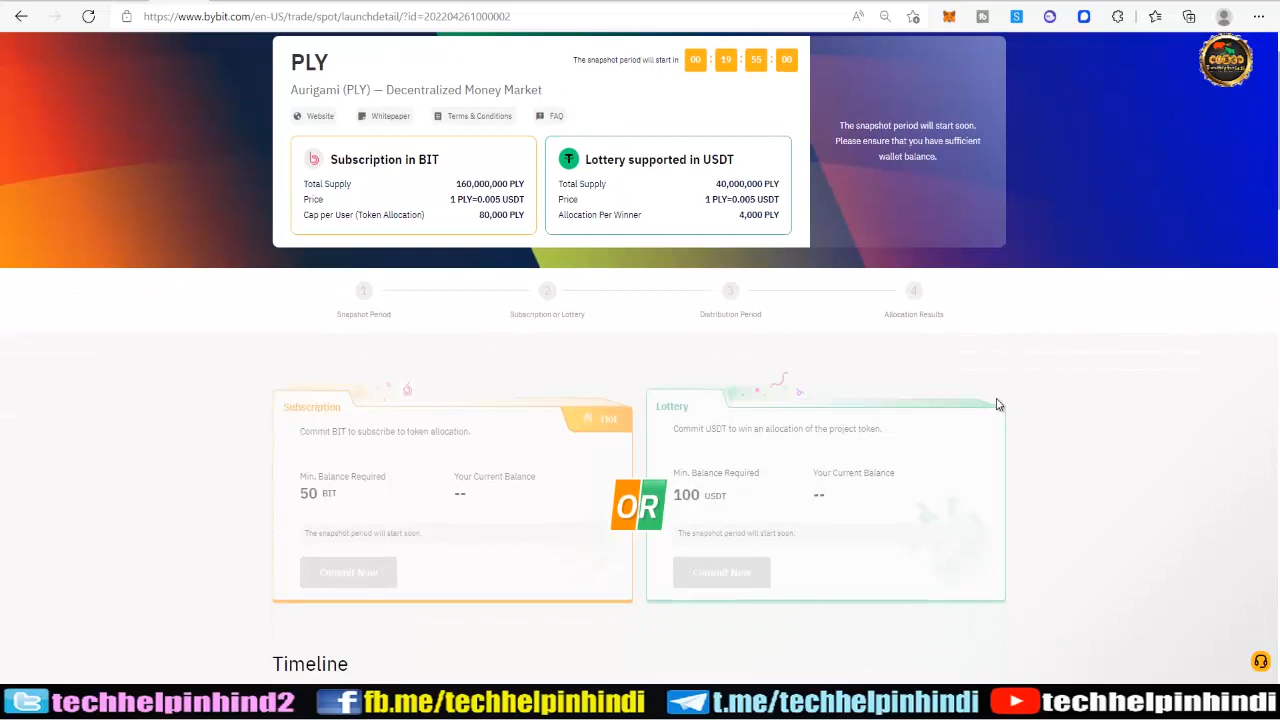 https://www.bybit.com/en-US/trade/spot/launchdetail/?id=202204261000002
PLY
The snapshot period will start in 00 : 19 : 55 : 00
Aurigami (PLY) — Decentralized Money Market
Website Whitepaper Terms & Conditions FAQ
The snapshot period will start soon.
Please ensure that you have sufficient
wallet balance.
Subscription in BIT
Total Supply 160,000,000 PLY
Price 1 PLY=0.005 USDT
Cap per User (Token Allocation) 80,000 PLY
Lottery supported in USDT
Total Supply 40,000,000 PLY
Price 1 PLY=0.005 USDT
Allocation Per Winner 4,000 PLY
1 2 3 4
Snapshot Period Subscription or Lottery Distribution Period Allocation Results
Subscription
Hot
Commit BIT to subscribe to token allocation.
Min. Balance Required Your Current Balance
50 BIT --
The snapshot period will start soon.
Commit Now
OR
Lottery
Commit USDT to win an allocation of the project token.
Min. Balance Required Your Current Balance
100 USDT --
The snapshot period will start soon.
Commit Now
Timeline
techhelpinhind2 fb.me/techhelpinhindi t.me/techhelpinhindi techhelpinhindi